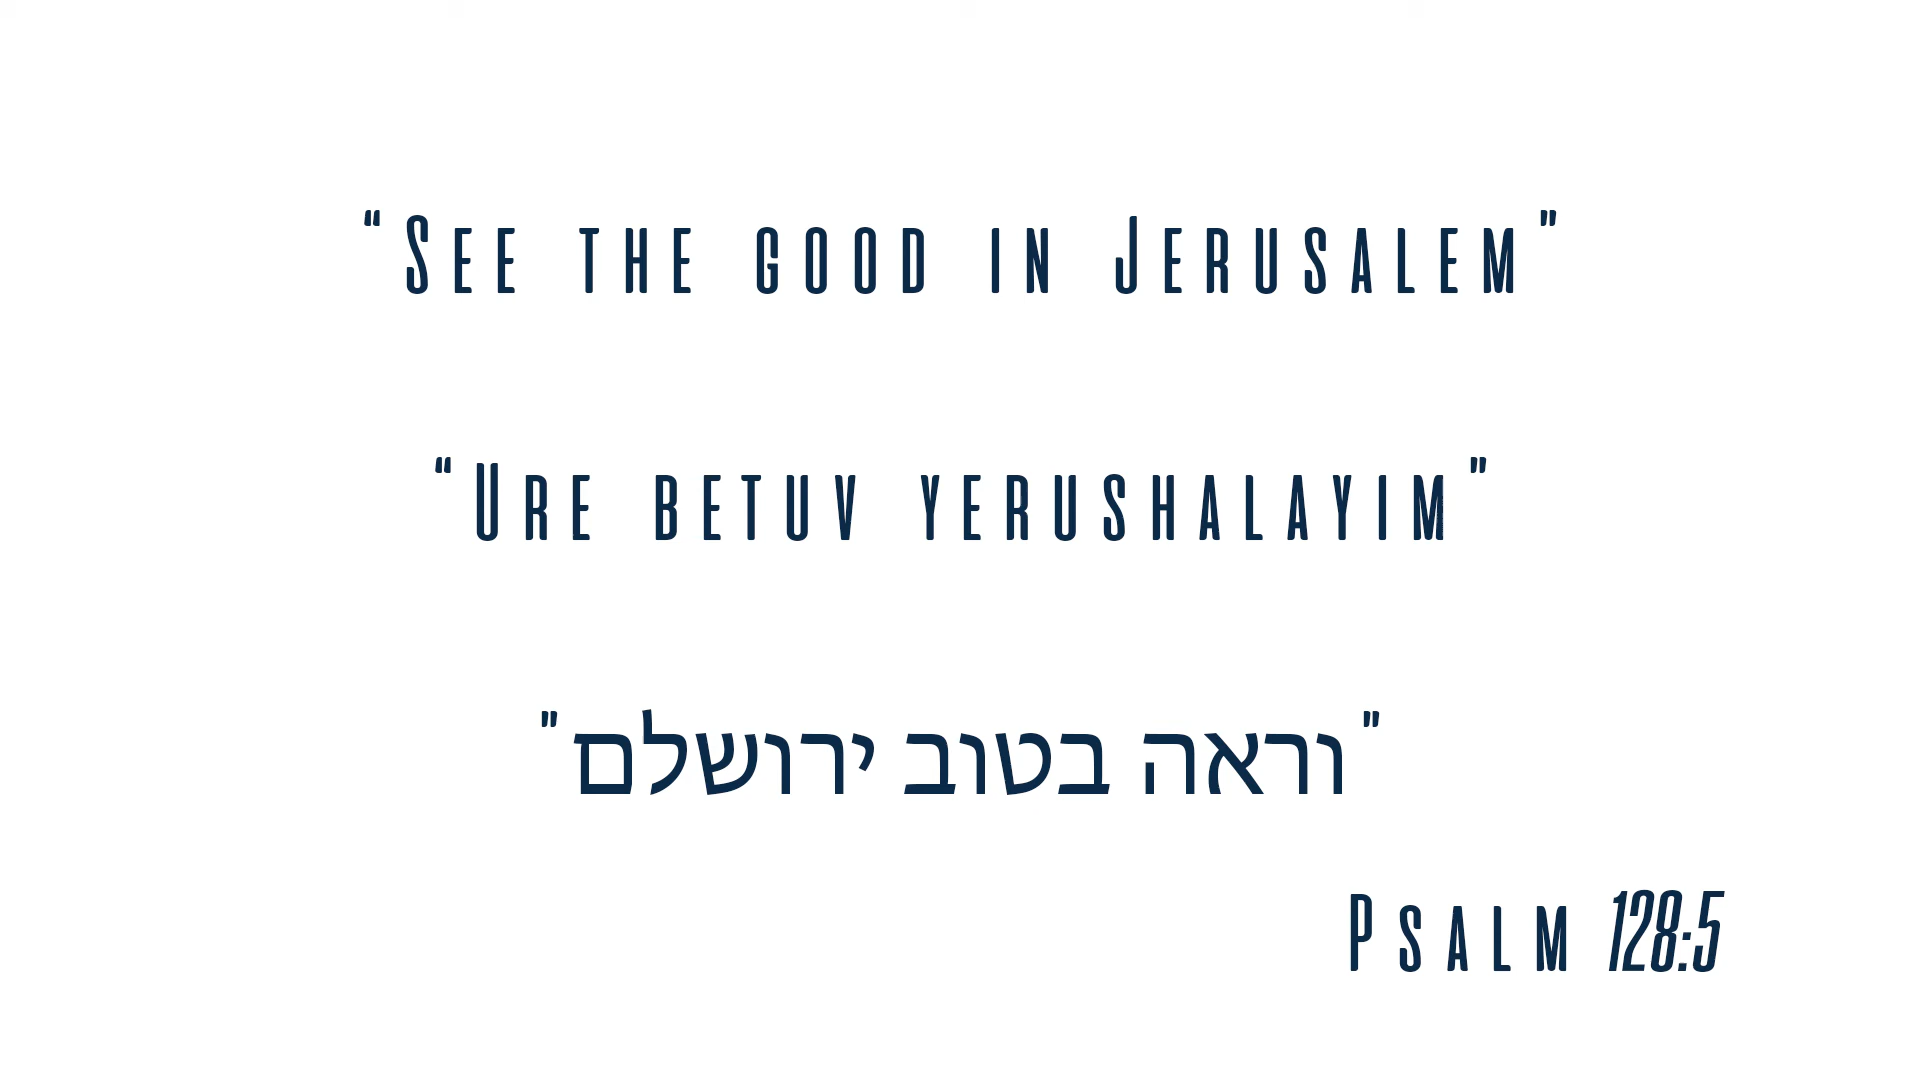 “See the good in Jerusalem”
“Ure betuv yerushalayim”
"וראה בטוב ירושלם"
Psalm 128:5